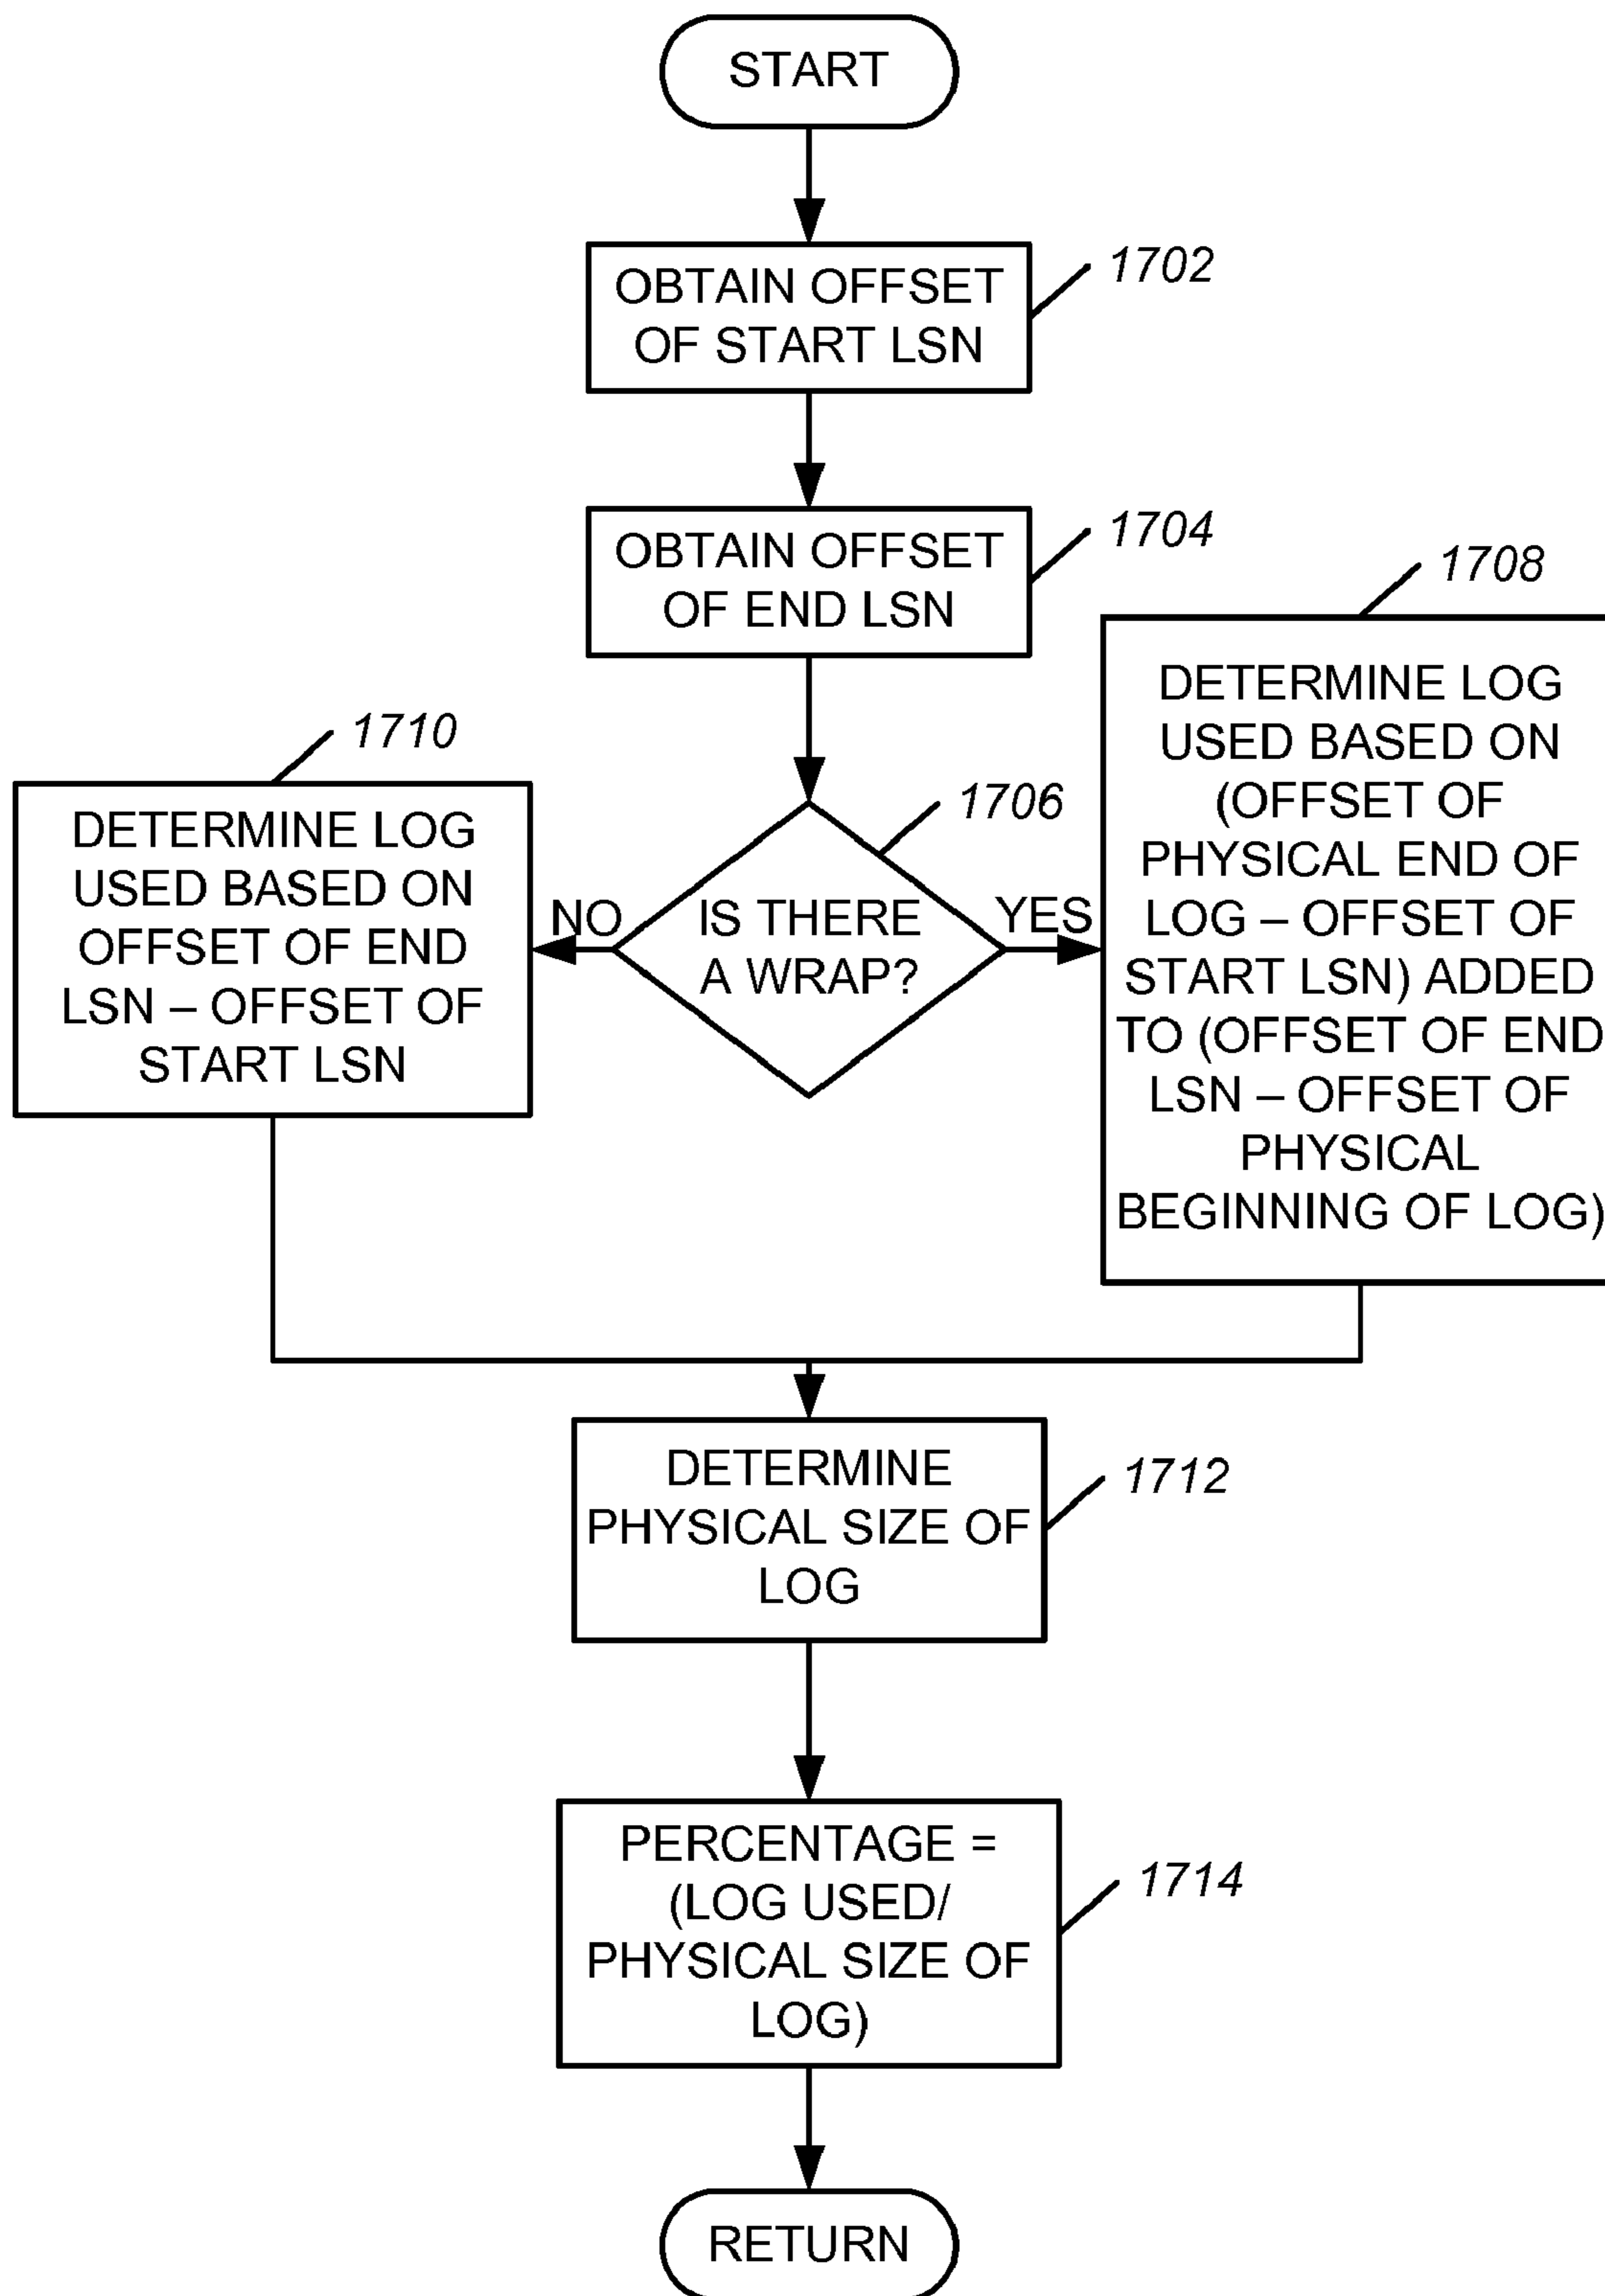 START
OBTAIN OFFSET
OF START LSN
1702
OBTAIN OFFSET
OF END LSN
1704
1706
IS THERE
A WRAP?
NO
YES
1710
DETERMINE LOG
USED BASED ON
OFFSET OF END
LSN – OFFSET OF
START LSN
1708
DETERMINE LOG
USED BASED ON
(OFFSET OF
PHYSICAL END OF
LOG – OFFSET OF
START LSN) ADDED
TO (OFFSET OF END
LSN – OFFSET OF
PHYSICAL
BEGINNING OF LOG)
DETERMINE
PHYSICAL SIZE OF
LOG
1712
PERCENTAGE =
(LOG USED/
PHYSICAL SIZE OF
LOG)
1714
RETURN